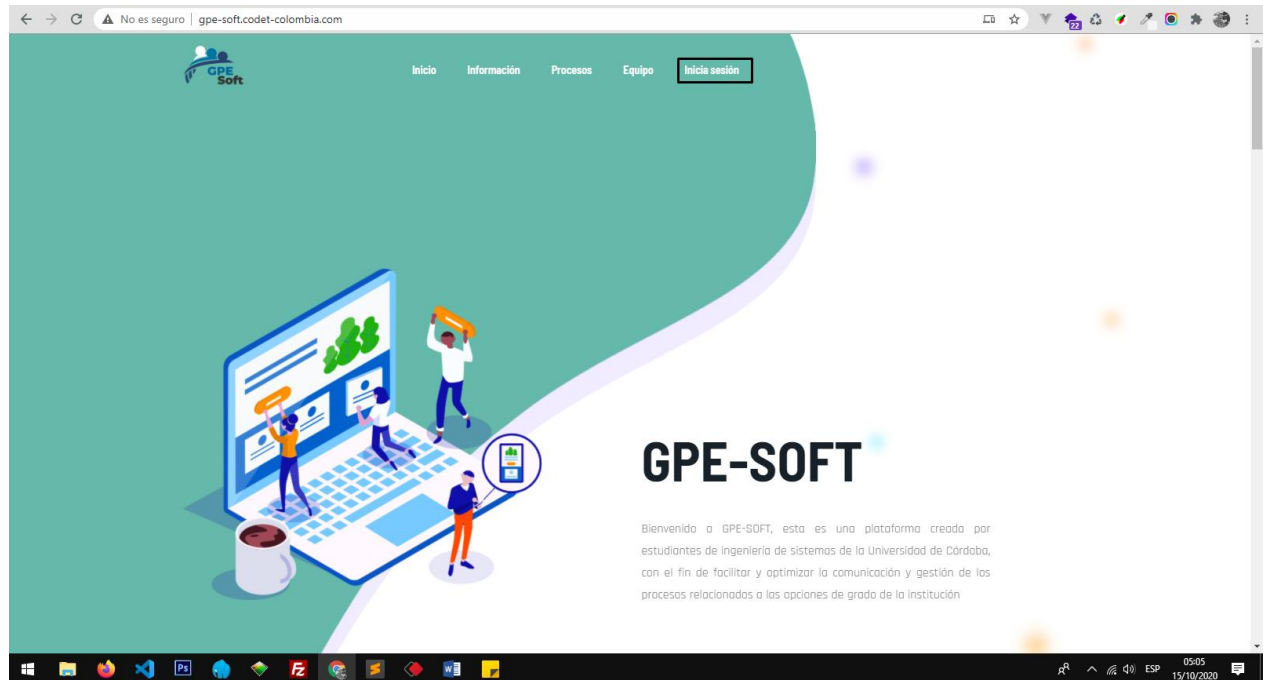 No es seguro | gpe-soft.codet-colombia.com
22
GPE
Soft
Inicio Información Procesos Equipo Inicia sesión
GPE-SOFT
Bienvenido a GPE-SOFT, esta es una plataforma creada por
estudiantes de ingeniería de sistemas de la Universidad de Córdoba,
con el fin de facilitar y optimizar la comunicación y gestión de los
procesos relacionados a las opciones de grado de la institución
Ps
Fz
ESP
05:05
15/10/2020